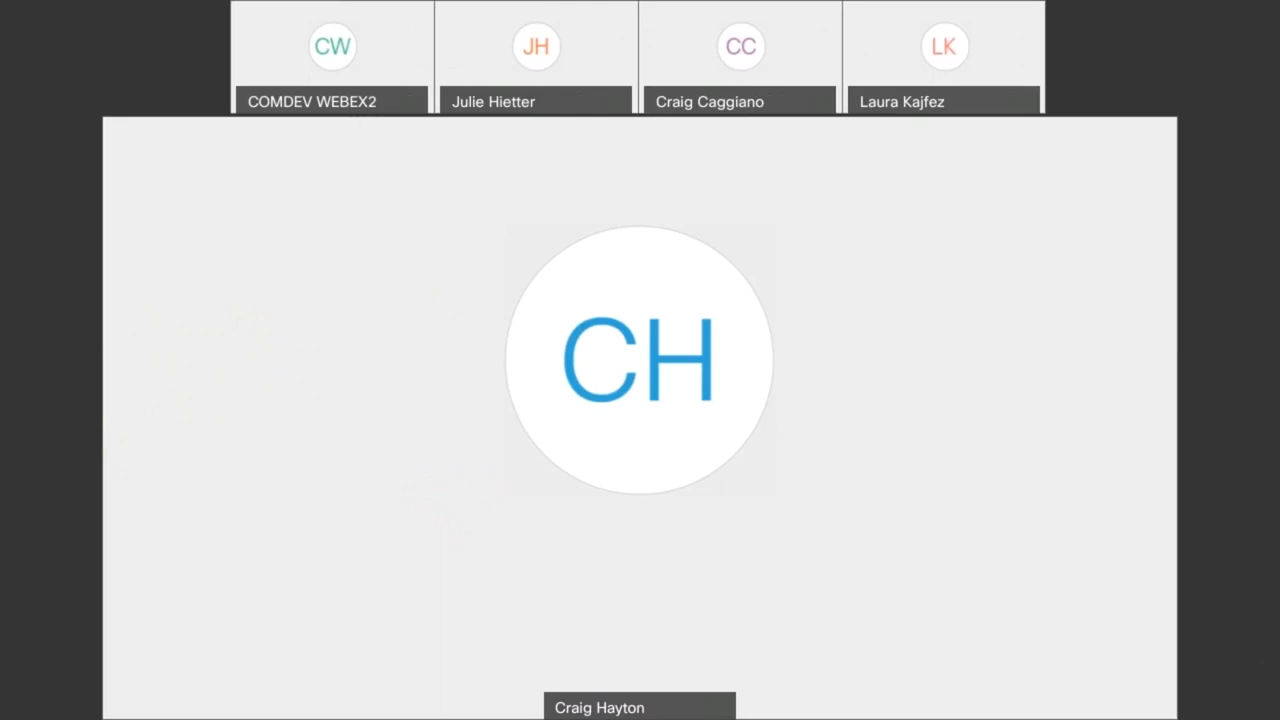 CW
JH
CC
LK
COMDEV WEBEX2
Julie Hietter
Craig Caggiano
Laura Kajfez
CH
Craig Hayton